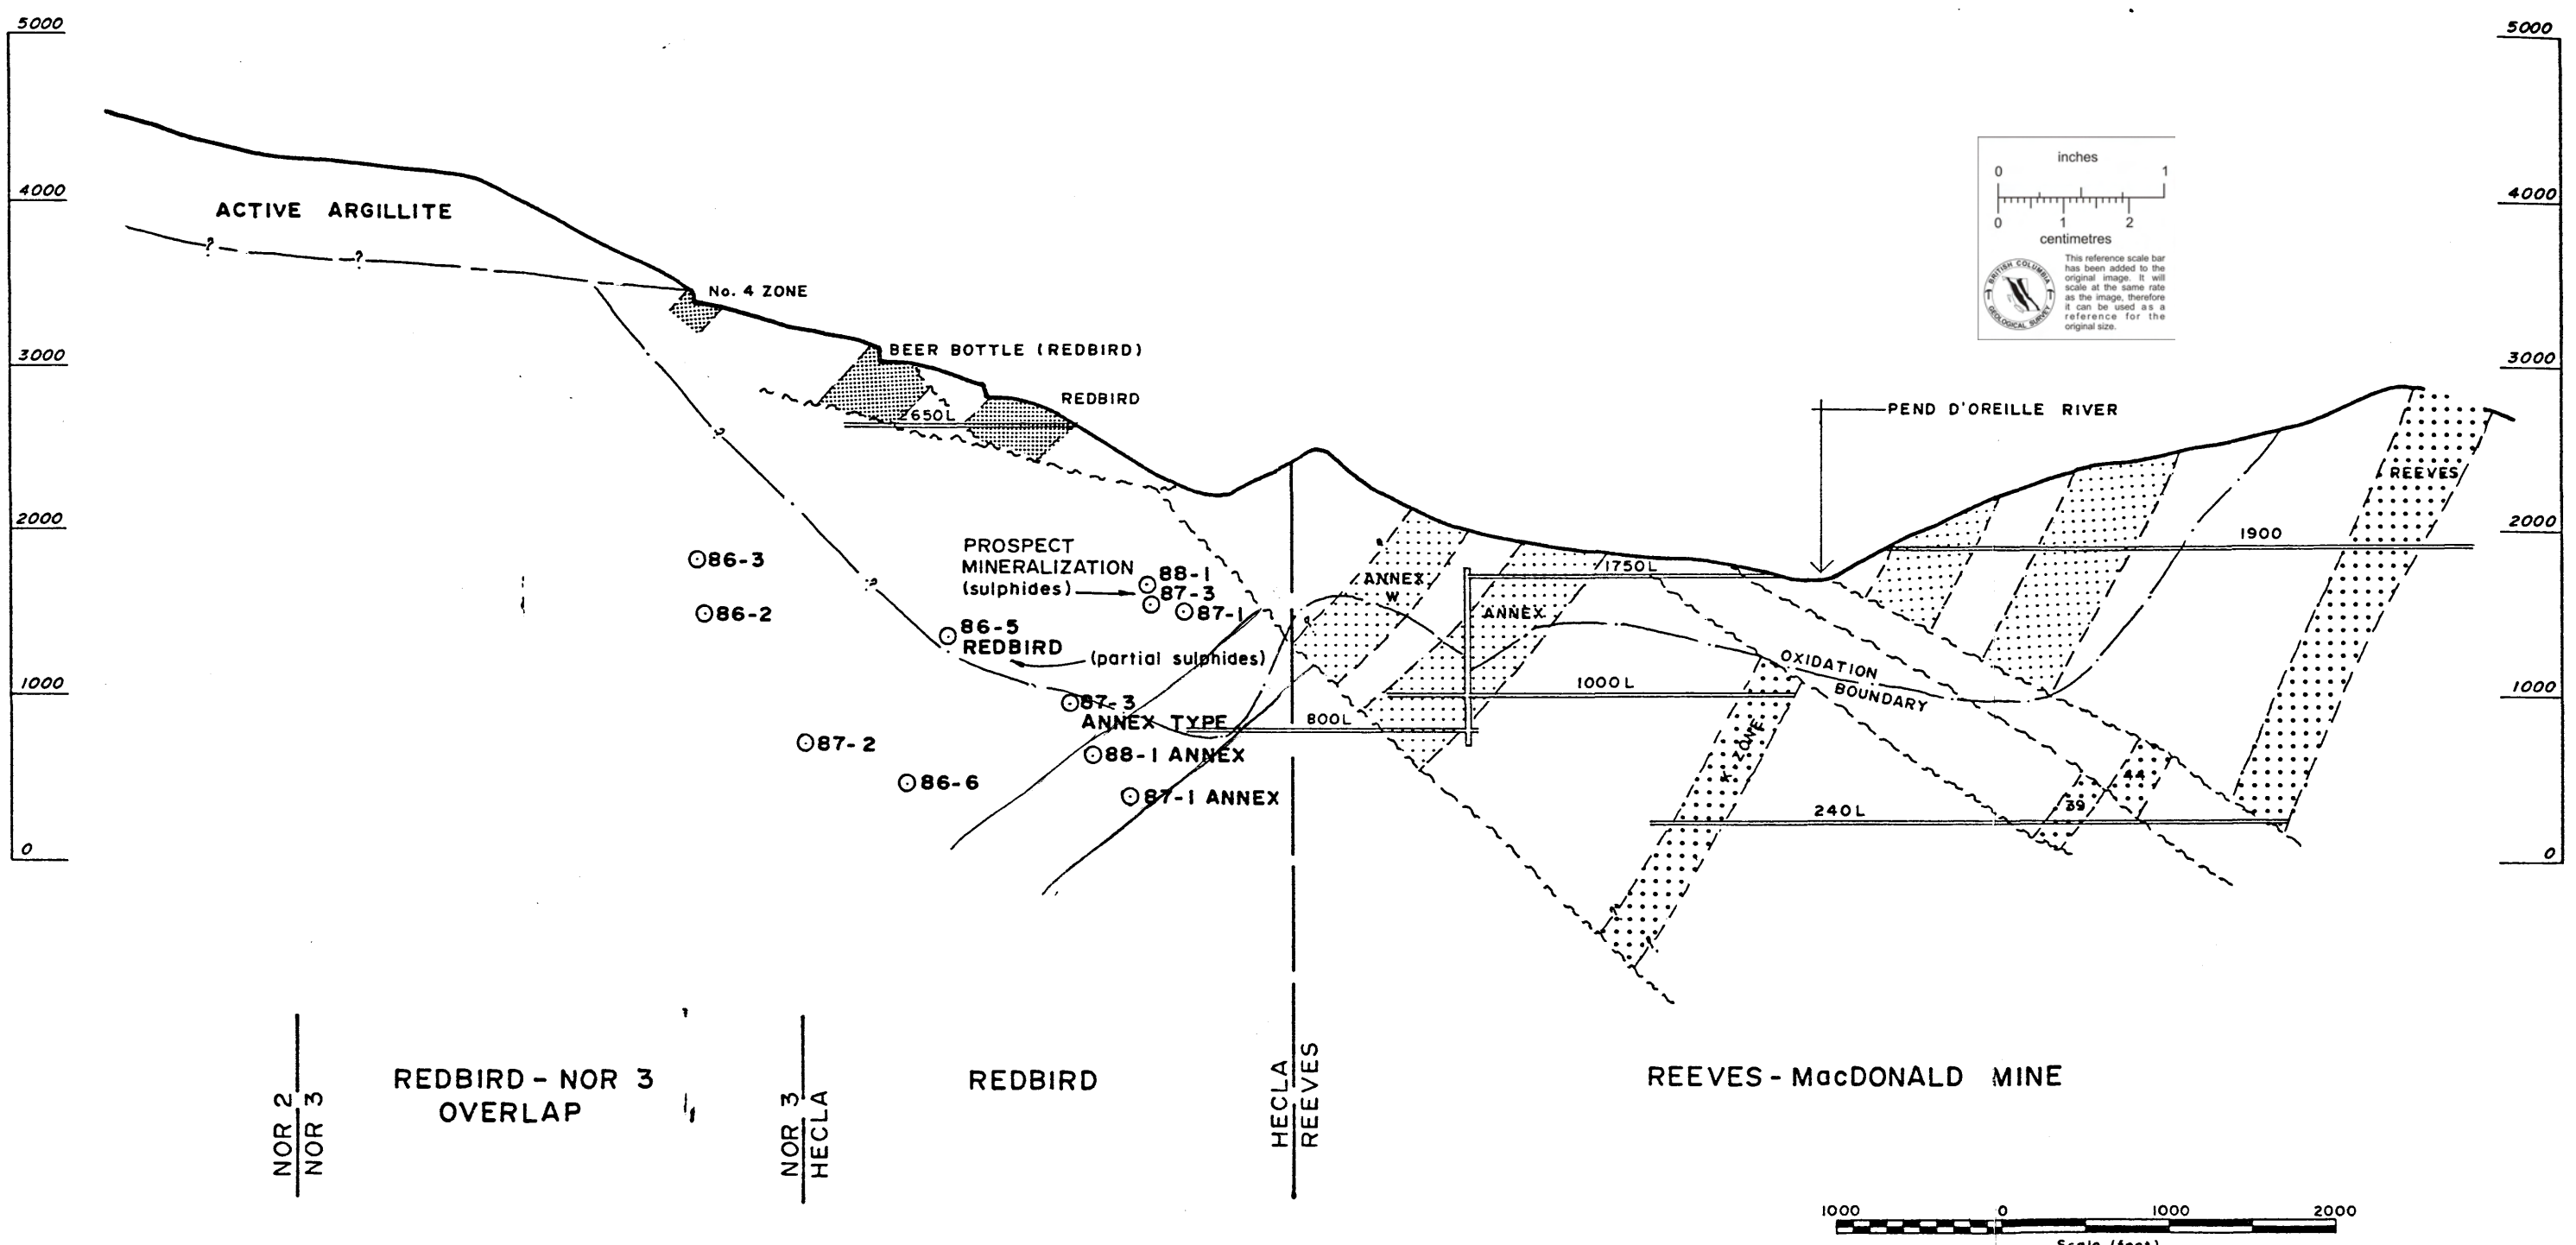 5000
5000
4000
4000
3000
3000
2000
2000
1000
1000
0
0
inches
0 1
0 1 2
centimetres
This reference scale bar
has been added to the
original image. It will
scale at the same rate
as the image, therefore
it can be used as a
reference for the
original size.
BRITISH COLUMBIA
GEOLOGICAL SURVEY
ACTIVE ARGILLITE
?
?
No. 4 ZONE
BEER BOTTLE (REDBIRD)
REDBIRD
2650L
?
?
PEND D'OREILLE RIVER
REEVES
1900
PROSPECT
MINERALIZATION
(sulphides)
88-1
87-3
87-1
86-3
86-2
86-5
REDBIRD
(partial sulphides)
87-3
ANNEX TYPE
88-1 ANNEX
87-1 ANNEX
87-2
86-6
ANNEX
W
ANNEX
1750L
1000L
800L
OXIDATION
BOUNDARY
X ZONE
240L
39
44
NOR 2
NOR 3
REDBIRD - NOR 3
OVERLAP
NOR 3
HECLA
REDBIRD
HECLA
REEVES
REEVES - MacDONALD MINE
1000 0 1000 2000
Scale (feet)